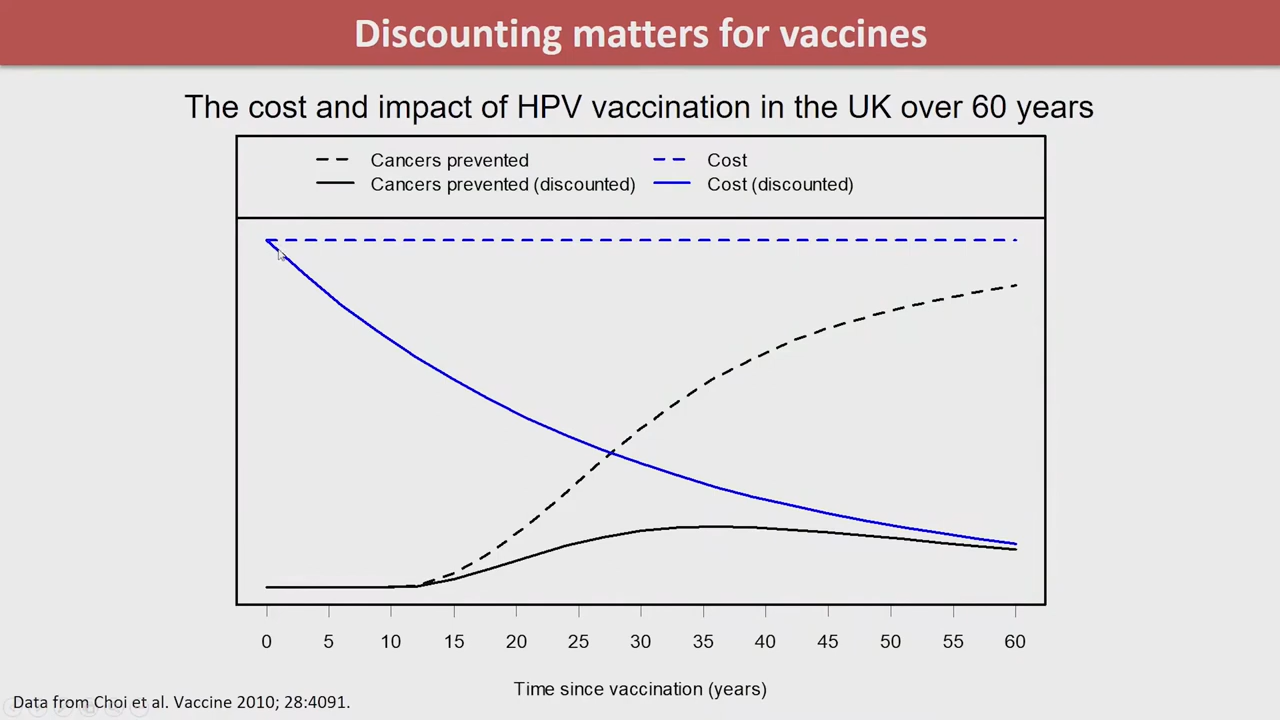 Discounting matters for vaccines
The cost and impact of HPV vaccination in the UK over 60 years
Cancers prevented
Cost
Cancers prevented (discounted)
Cost (discounted)
0 5 10 15 20 25 30 35 40 45 50 55 60
Time since vaccination (years)
Data from Choi et al. Vaccine 2010; 28:4091.